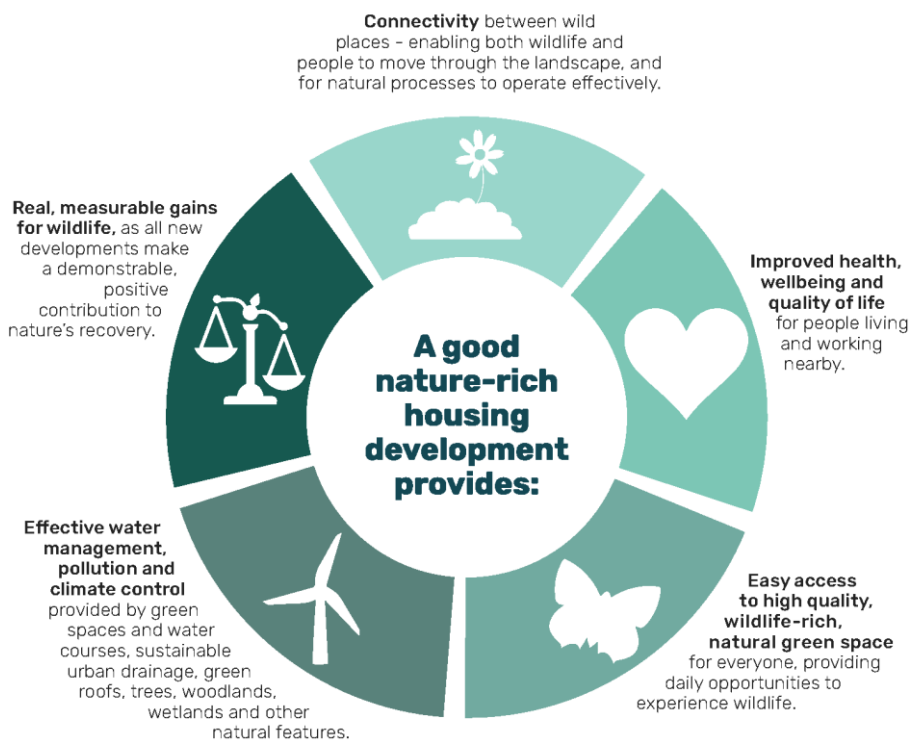 Connectivity between wild
places - enabling both wildlife and
people to move through the landscape, and
for natural processes to operate effectively.
Real, measurable gains
for wildlife, as all new
developments make
a demonstrable,
positive
contribution to
nature's recovery.
Improved health,
wellbeing and
quality of life
for people living
and working
nearby.
A good
nature-rich
housing
development
provides:
Effective water
management,
pollution and
climate control
provided by green
spaces and water
courses, sustainable
urban drainage, green
roofs, trees, woodlands,
wetlands and other
natural features.
Easy access
to high quality,
wildlife-rich,
natural green space
for everyone, providing
daily opportunities to
experience wildlife.